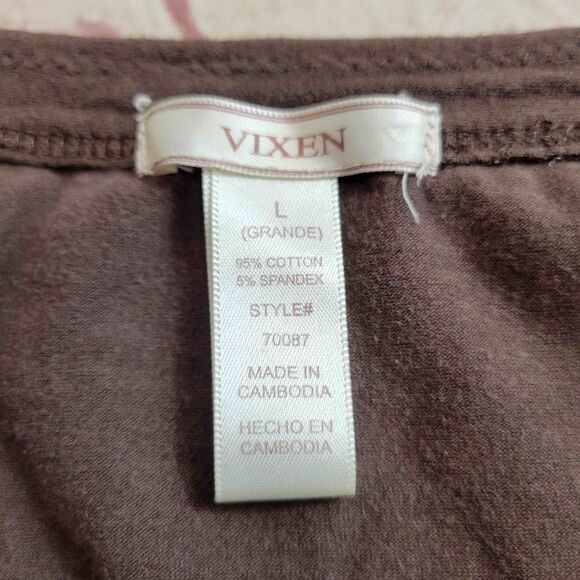 VIXEN
L
(GRANDE)
95% COTTON
5% SPANDEX
STYLE#
70087
MADE IN
CAMBODIA
HECHO EN
CAMBODIA